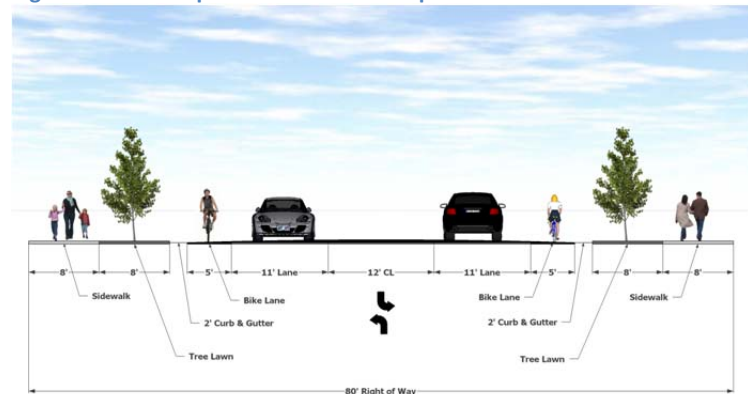 8' 8' 5' 11' Lane 12' CL 11' Lane 5' 8' 8'
Sidewalk Bike Lane Bike Lane Sidewalk
2' Curb & Gutter 2' Curb & Gutter
Tree Lawn Tree Lawn
80' Right of Way